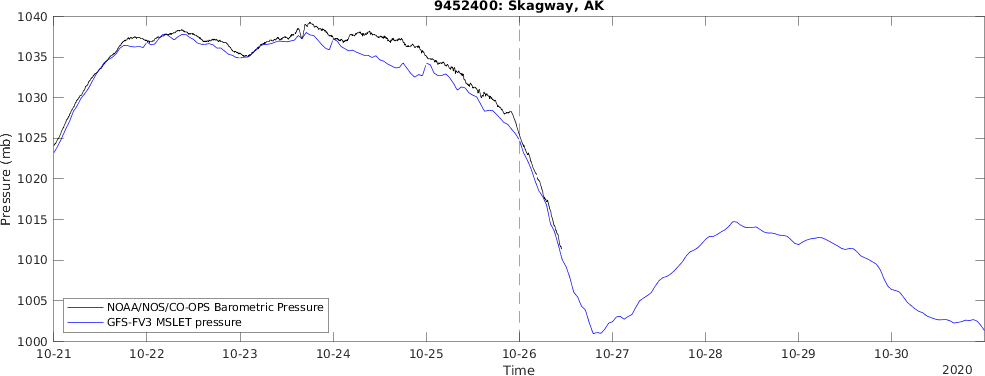 9452400: Skagway, AK
Pressure (mb)
1040
1035
1030
1025
1020
1015
1010
1005
1000
NOAA/NOS/CO-OPS Barometric Pressure
GFS-FV3 MSLET pressure
10-21 10-22 10-23 10-24 10-25 10-26 10-27 10-28 10-29 10-30
Time
2020